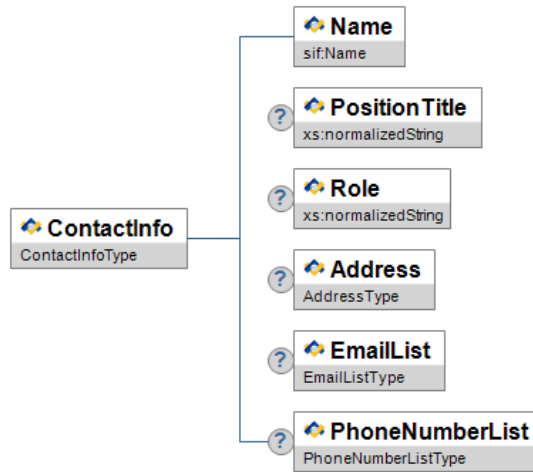 Name
sif:Name
?
PositionTitle
xs:normalizedString
?
Role
xs:normalizedString
ContactInfo
ContactInfoType
?
Address
AddressType
?
EmailList
EmailListType
?
PhoneNumberList
PhoneNumberListType